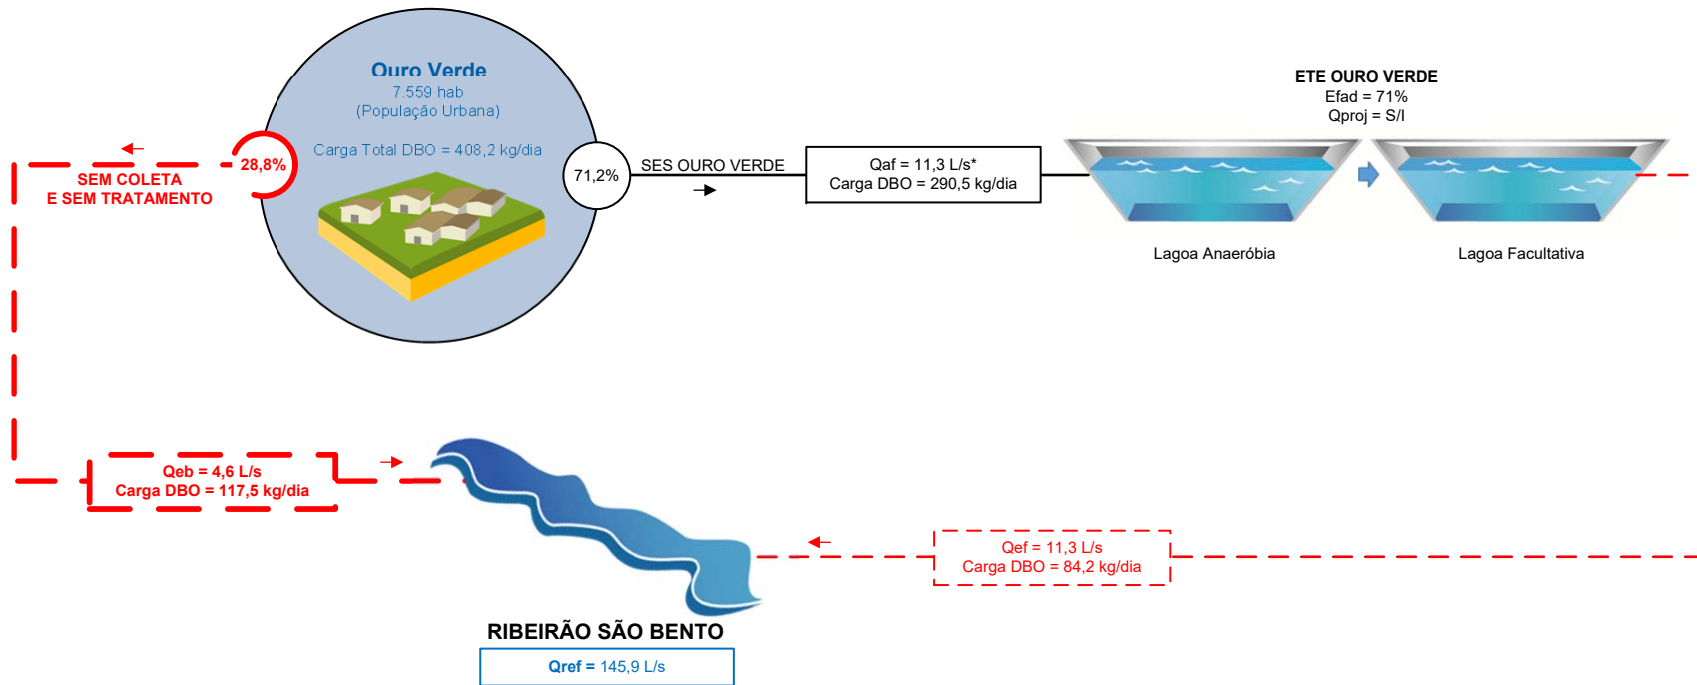 Ouro Verde
7.559 hab
(População Urbana)
Carga Total DBO = 408,2 kg/dia
28,8%
SEM COLETA
E SEM TRATAMENTO
71,2%
SES OURO VERDE
Qaf = 11,3 L/s*
Carga DBO = 290,5 kg/dia
ETE OURO VERDE
Efad = 71%
Qproj = S/I
Lagoa Anaeróbia
Lagoa Facultativa
Qeb = 4,6 L/s
Carga DBO = 117,5 kg/dia
Qef = 11,3 L/s
Carga DBO = 84,2 kg/dia
RIBEIRÃO SÃO BENTO
Qref = 145,9 L/s